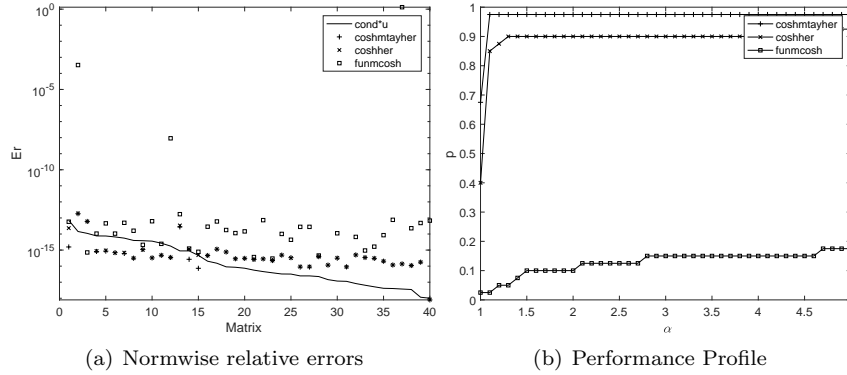 10^0
10^-5
10^-10
10^-15
Er
0 5 10 15 20 25 30 35 40
Matrix
cond*u
coshmtayher
coshher
funmcosh
(a) Normwise relative errors
1
0.9
0.8
0.7
0.6
0.5
0.4
0.3
0.2
0.1
0
p
1 1.5 2 2.5 3 3.5 4 4.5
α
coshmtayher
coshher
funmcosh
(b) Performance Profile